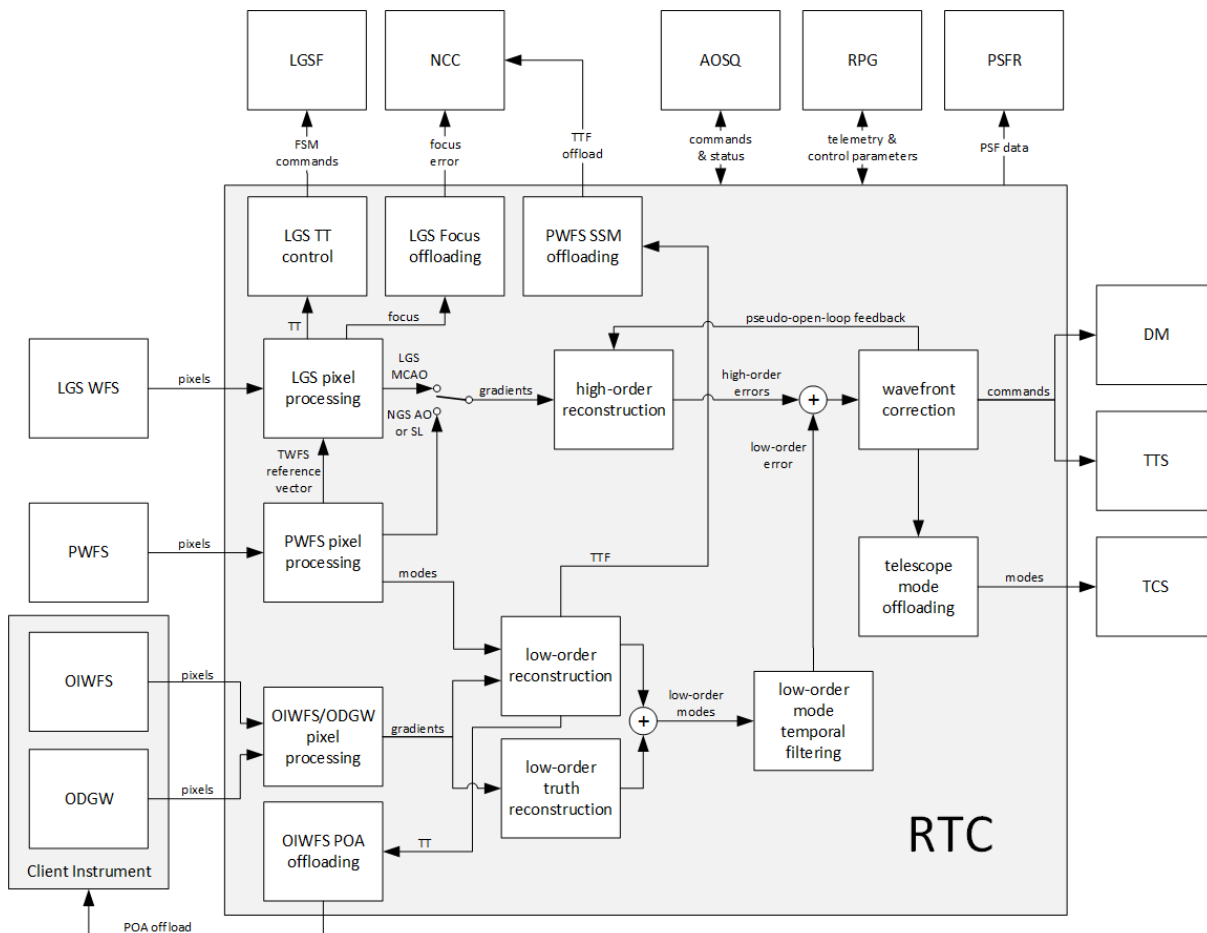 LGSF
NCC
AOSQ
RPG
PSFR
FSM
commands
focus
error
TTF
offload
commands
& status
telemetry &
control parameters
PSF data
LGS TT
control
LGS Focus
offloading
PWFS SSM
offloading
TT
focus
pseudo-open-loop feedback
LGS WFS
pixels
LGS pixel
processing
LGS
MCAO
NGS AO
or SL
gradients
high-order
reconstruction
high-order
errors
+
wavefront
correction
commands
DM
TTS
low-order
error
TWFS
reference
vector
PWFS
pixels
PWFS pixel
processing
modes
TTF
telescope
mode
offloading
modes
TCS
OIWFS
pixels
ODGW
pixels
Client Instrument
OIWFS/ODGW
pixel
processing
gradients
low-order
reconstruction
low-order
truth
reconstruction
+
low-order
modes
low-order
mode
temporal
filtering
OIWFS POA
offloading
TT
RTC
POA offload